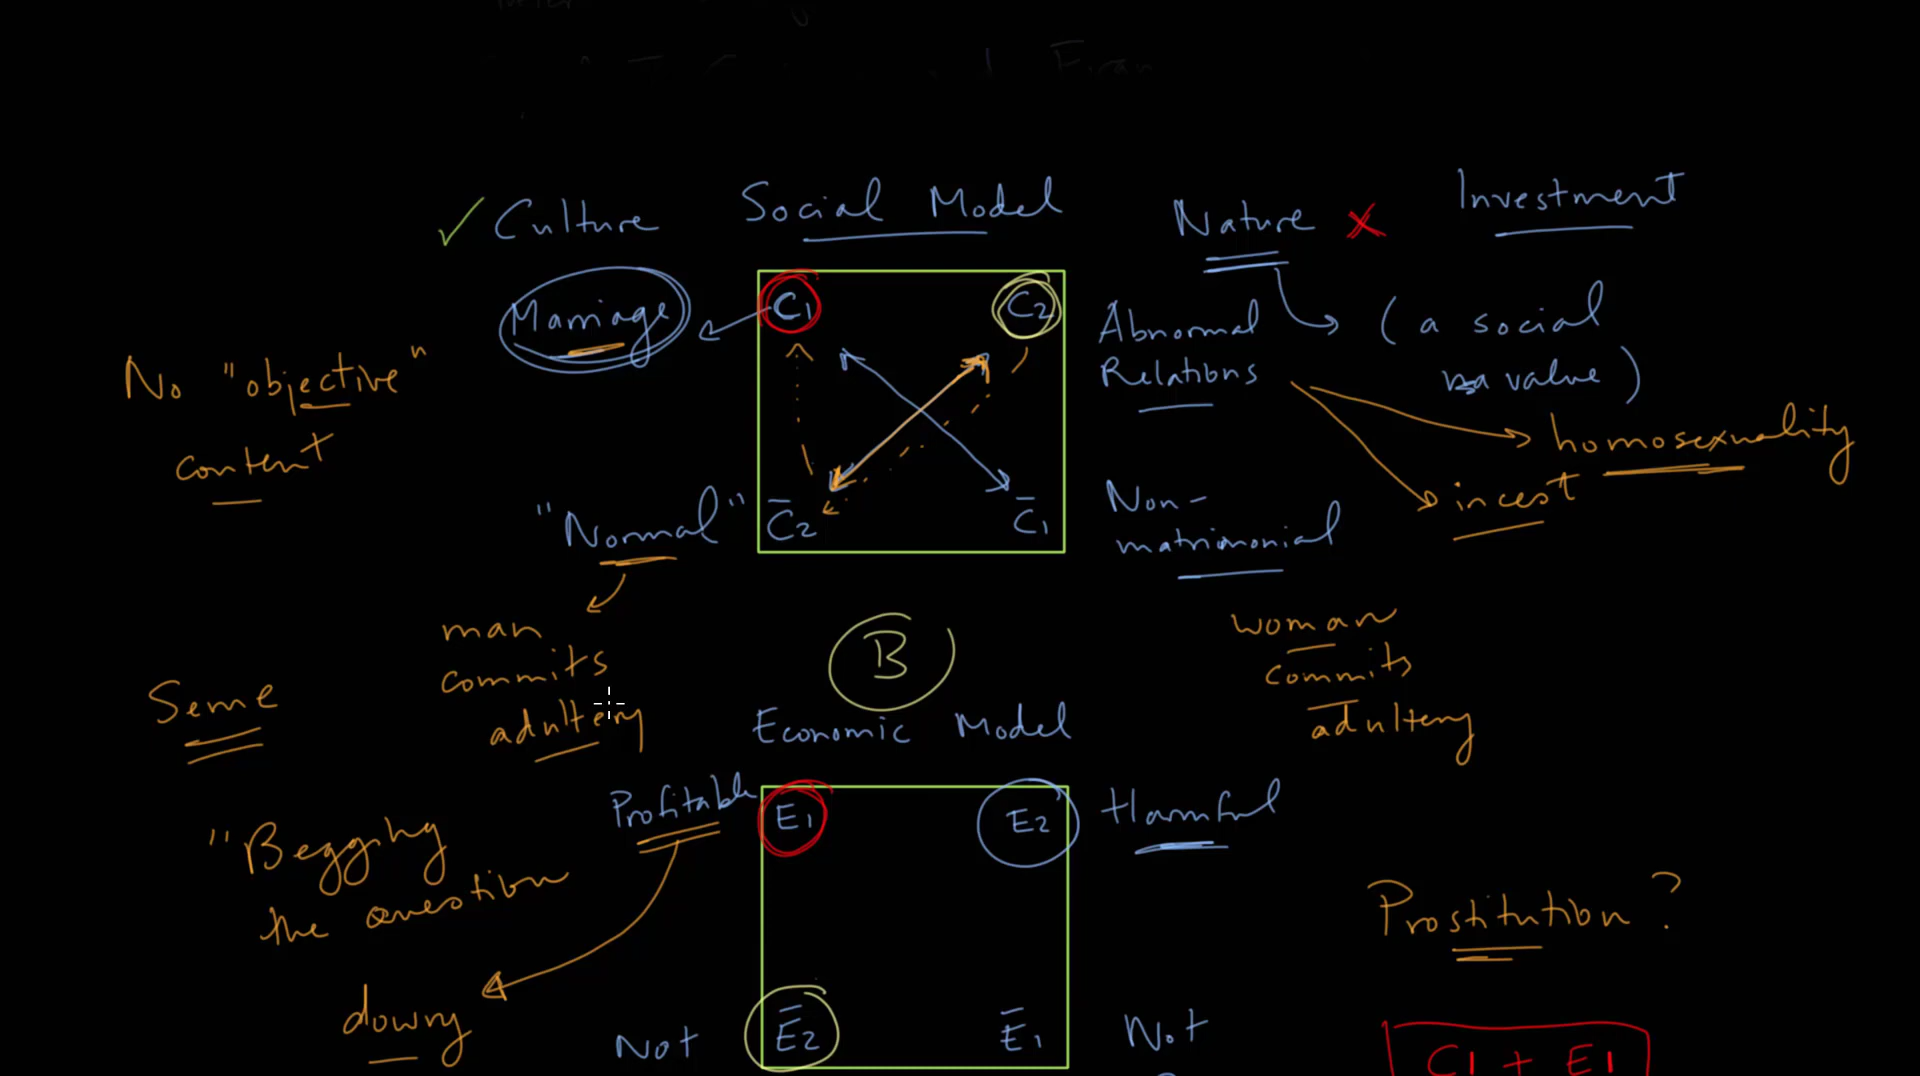 Social Model
✓ Culture
Nature ✗
Investment
Marriage
C1
C2
Abnormal
Relations
( a social
value )
No "objective"
content
homosexuality
incest
"Normal"
C̅2
C̅1
Non-
matrimonial
man
commits
adultery
B
woman
commits
adultery
Seme
Economic Model
Profitable
E1
E2
Harmful
"Begging
the question
Prostitution?
dowry
Not
E̅2
E̅1
Not
C1 + E1